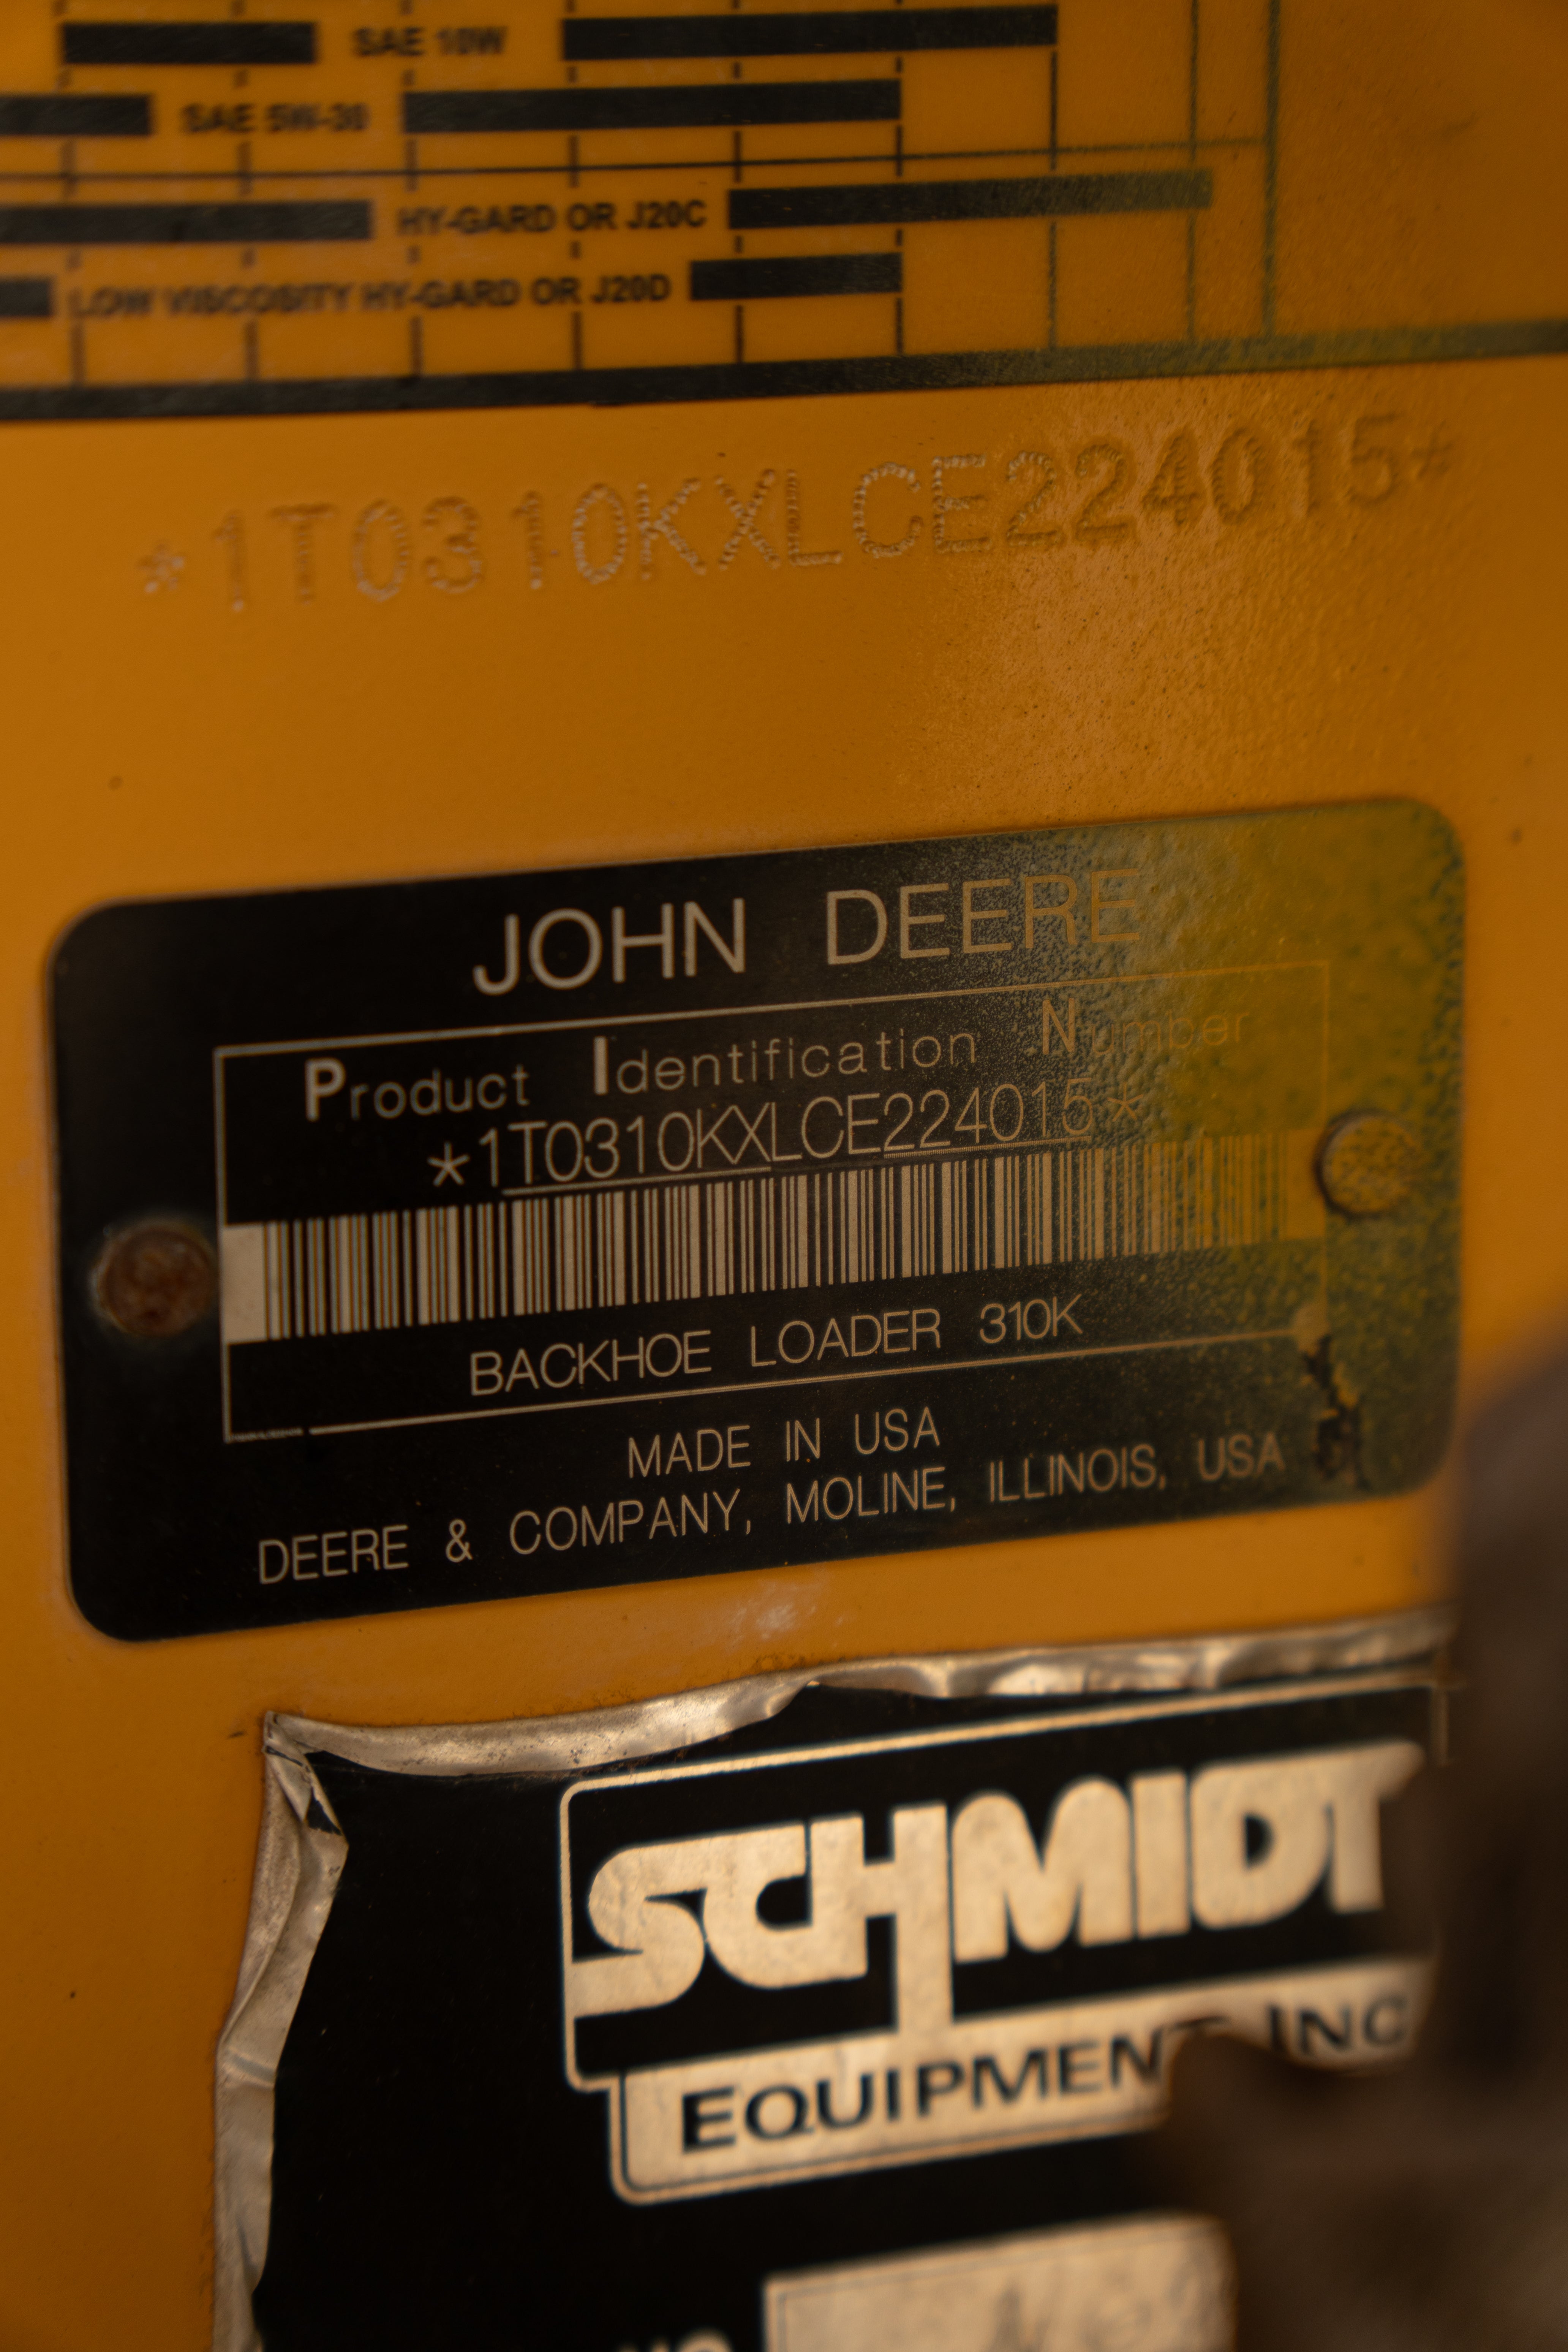 SAE 10W
SAE 5W-30
HY-GARD OR J20C
LOW VISCOSITY HY-GARD OR J20D
*1T0310KXLCE224015*
JOHN DEERE
Product Identification Number
*1T0310KXLCE224015*
BACKHOE LOADER 310K
MADE IN USA
DEERE & COMPANY, MOLINE, ILLINOIS, USA
SCHMIDT
EQUIPMENT INC